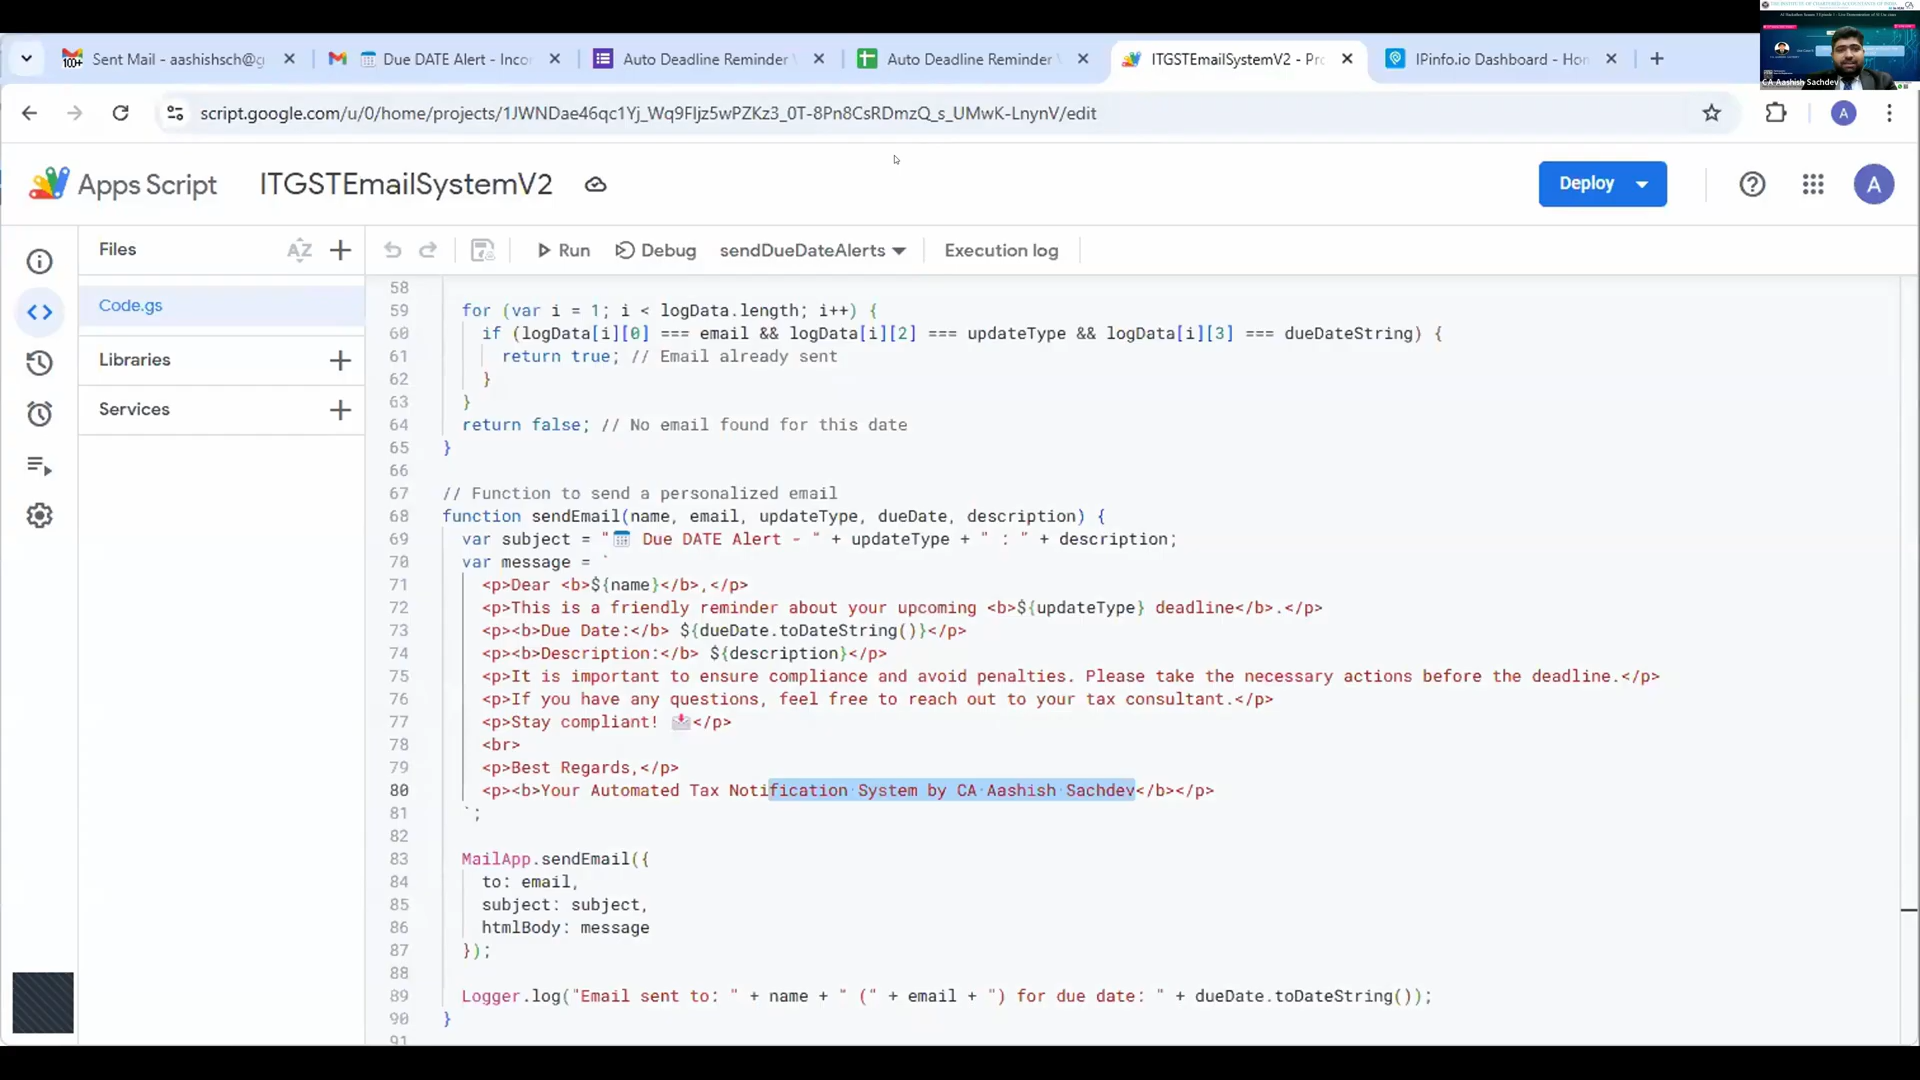 Sent Mail - aashishsch@g
Due DATE Alert - Inco
Auto Deadline Reminder
Auto Deadline Reminder
ITGSTEmailSystemV2 - Pr
IPinfo.io Dashboard - Hon
CA Aashish Sachdev
script.google.com/u/0/home/projects/1JWNDae46qc1Yj_Wq9FIjz5wPZKz3_0T-8Pn8CsRDmzQ_s_UMwK-LnynV/edit
A
Apps Script
ITGSTEmailSystemV2
Deploy
A
Files
AZ
Run
Debug
sendDueDateAlerts
Execution log
Code.gs
Libraries
Services
58
59 for (var i = 1; i < logData.length; i++) {
60 if (logData[i][0] === email && logData[i][2] === updateType && logData[i][3] === dueDateString) {
61 return true; // Email already sent
62 }
63 }
64 return false; // No email found for this date
65 }
66
67 // Function to send a personalized email
68 function sendEmail(name, email, updateType, dueDate, description) {
69 var subject = "📅 Due DATE Alert - " + updateType + " : " + description;
70 var message = `
71 <p>Dear <b>${name}</b>,</p>
72 <p>This is a friendly reminder about your upcoming <b>${updateType} deadline</b>.</p>
73 <p><b>Due Date:</b> ${dueDate.toDateString()}</p>
74 <p><b>Description:</b> ${description}</p>
75 <p>It is important to ensure compliance and avoid penalties. Please take the necessary actions before the deadline.</p>
76 <p>If you have any questions, feel free to reach out to your tax consultant.</p>
77 <p>Stay compliant! 📩</p>
78 <br>
79 <p>Best Regards,</p>
80 <p><b>Your Automated Tax Notification System by CA Aashish Sachdev</b></p>
81 `;
82
83 MailApp.sendEmail({
84 to: email,
85 subject: subject,
86 htmlBody: message
87 });
88
89 Logger.log("Email sent to: " + name + " (" + email + ") for due date: " + dueDate.toDateString());
90 }
91